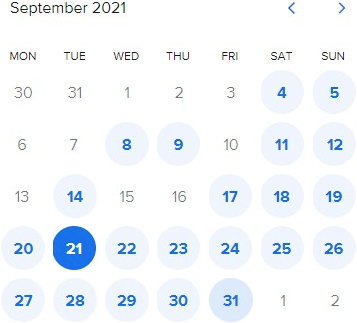 September 2021
MON TUE WED THU FRI SAT SUN
30 31 1 2 3 4 5
6 7 8 9 10 11 12
13 14 15 16 17 18 19
20 21 22 23 24 25 26
27 28 29 30 31 1 2